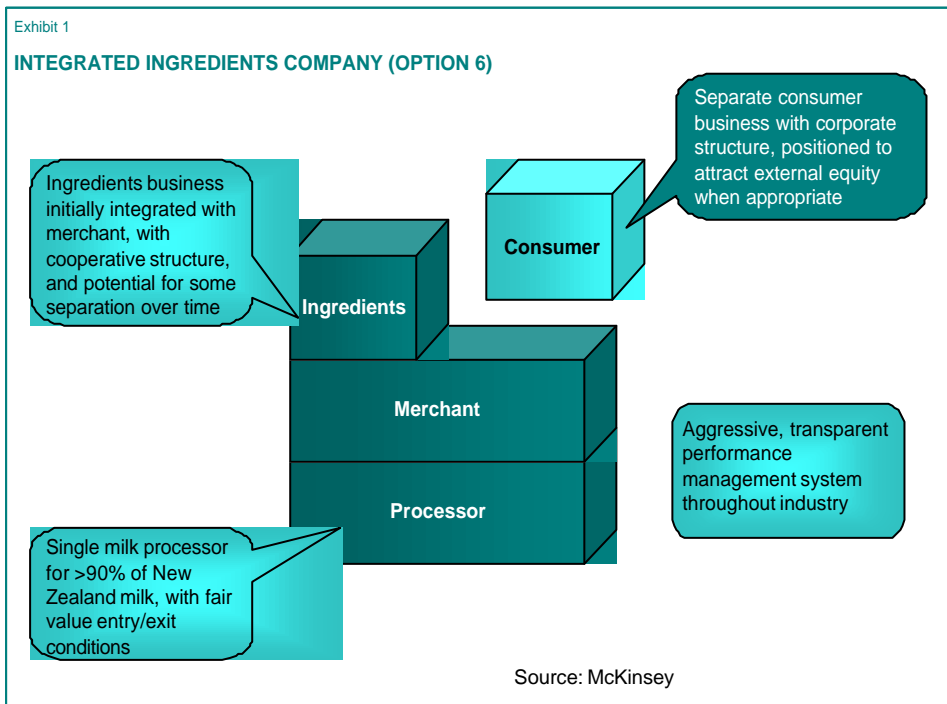 Exhibit 1
INTEGRATED INGREDIENTS COMPANY (OPTION 6)
Separate consumer
business with corporate
structure, positioned to
attract external equity
when appropriate
Ingredients business
initially integrated with
merchant, with
cooperative structure,
and potential for some
separation over time
Consumer
Ingredients
Merchant
Aggressive, transparent
performance
management system
throughout industry
Processor
Single milk processor
for >90% of New
Zealand milk, with fair
value entry/exit
conditions
Source: McKinsey